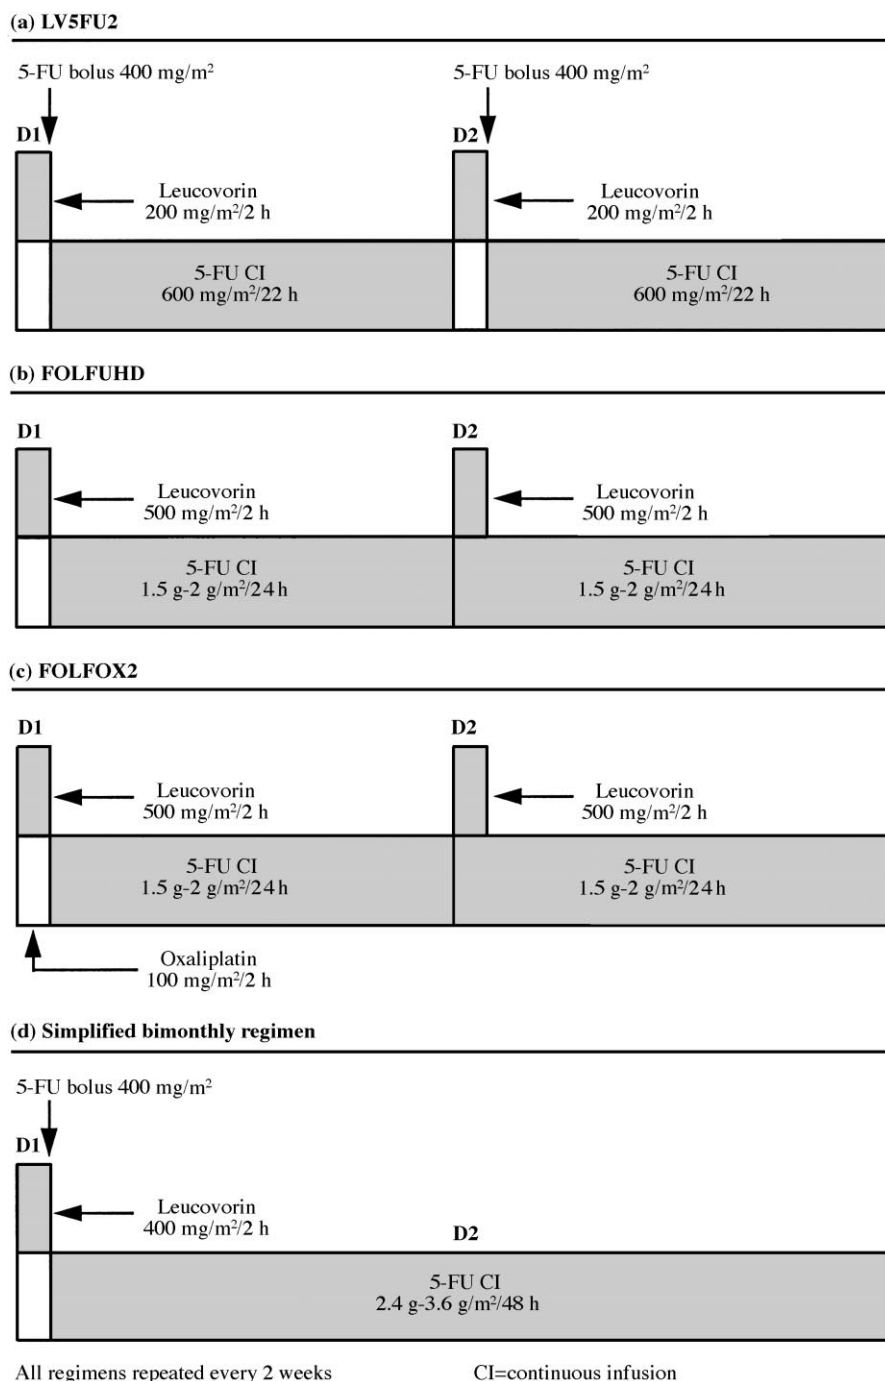 (a) LV5FU2
5-FU bolus 400 mg/m²
5-FU bolus 400 mg/m²
D1
D2
Leucovorin
200 mg/m²/2 h
Leucovorin
200 mg/m²/2 h
5-FU CI
600 mg/m²/22 h
5-FU CI
600 mg/m²/22 h
(b) FOLFUHD
D1
D2
Leucovorin
500 mg/m²/2 h
Leucovorin
500 mg/m²/2 h
5-FU CI
1.5 g-2 g/m²/24 h
5-FU CI
1.5 g-2 g/m²/24 h
(c) FOLFOX2
D1
D2
Leucovorin
500 mg/m²/2 h
Leucovorin
500 mg/m²/2 h
5-FU CI
1.5 g-2 g/m²/24 h
5-FU CI
1.5 g-2 g/m²/24 h
Oxaliplatin
100 mg/m²/2 h
(d) Simplified bimonthly regimen
5-FU bolus 400 mg/m²
D1
Leucovorin
400 mg/m²/2 h
D2
5-FU CI
2.4 g-3.6 g/m²/48 h
All regimens repeated every 2 weeks
CI=continuous infusion